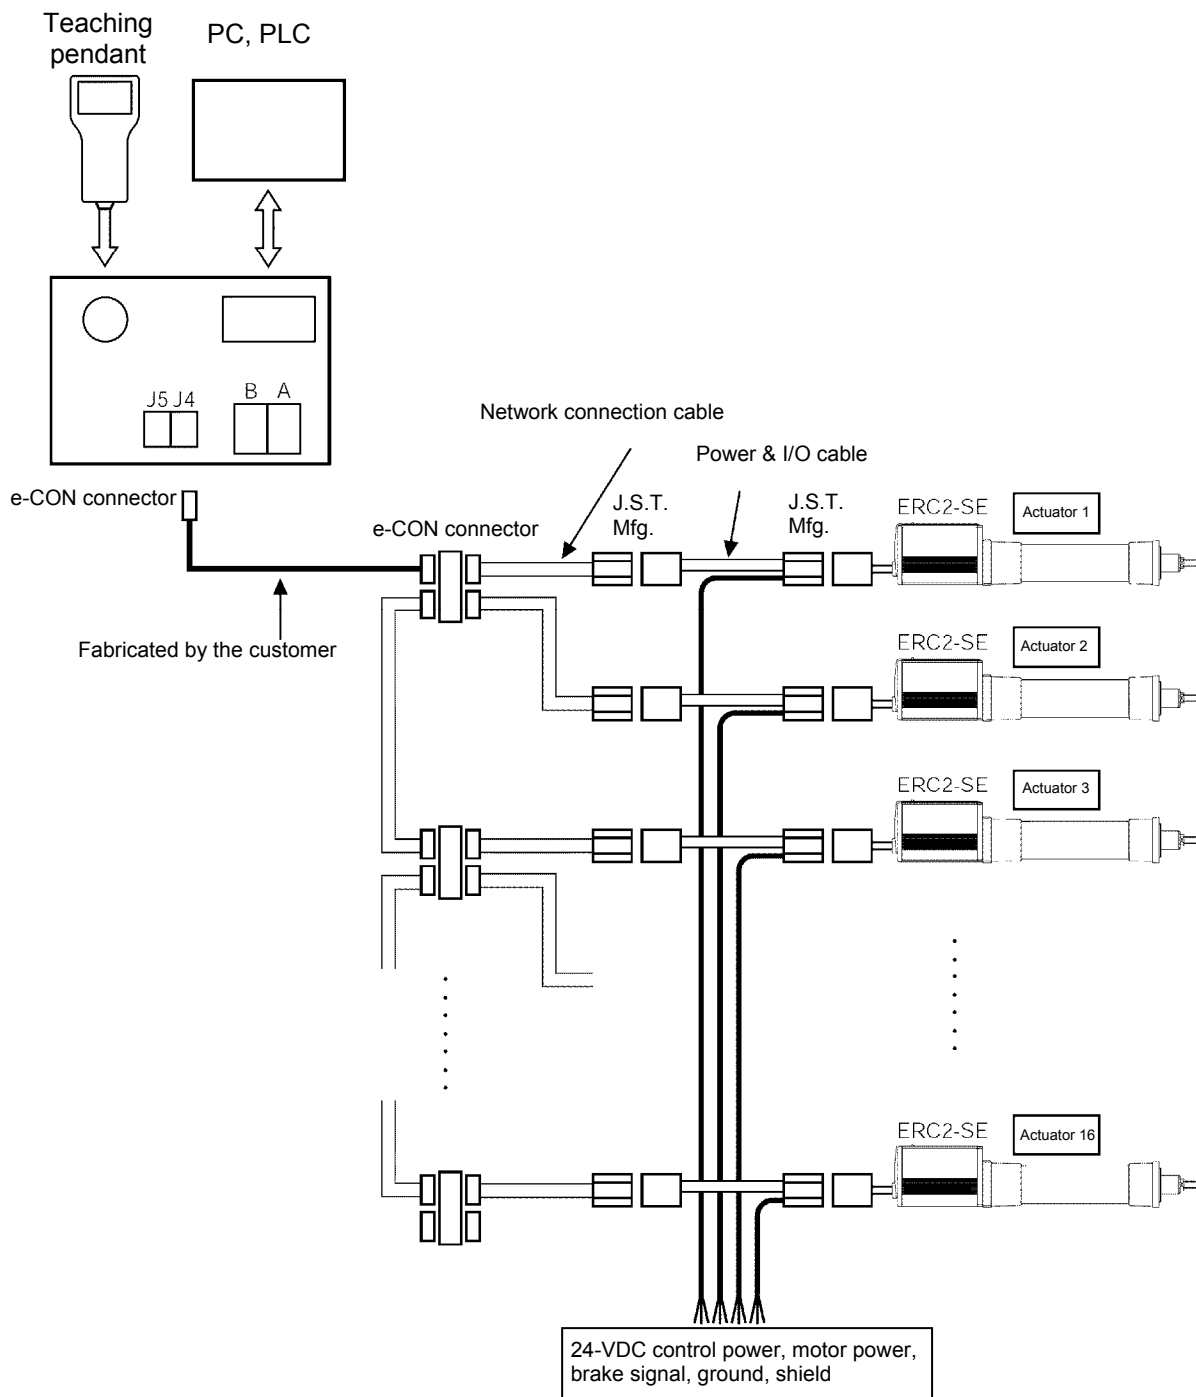 Teaching
pendant
PC, PLC
J5 J4
B A
Network connection cable
Power & I/O cable
e-CON connector
e-CON connector
J.S.T.
Mfg.
J.S.T.
Mfg.
ERC2-SE
Actuator 1
Fabricated by the customer
ERC2-SE
Actuator 2
ERC2-SE
Actuator 3
ERC2-SE
Actuator 16
24-VDC control power, motor power,
brake signal, ground, shield